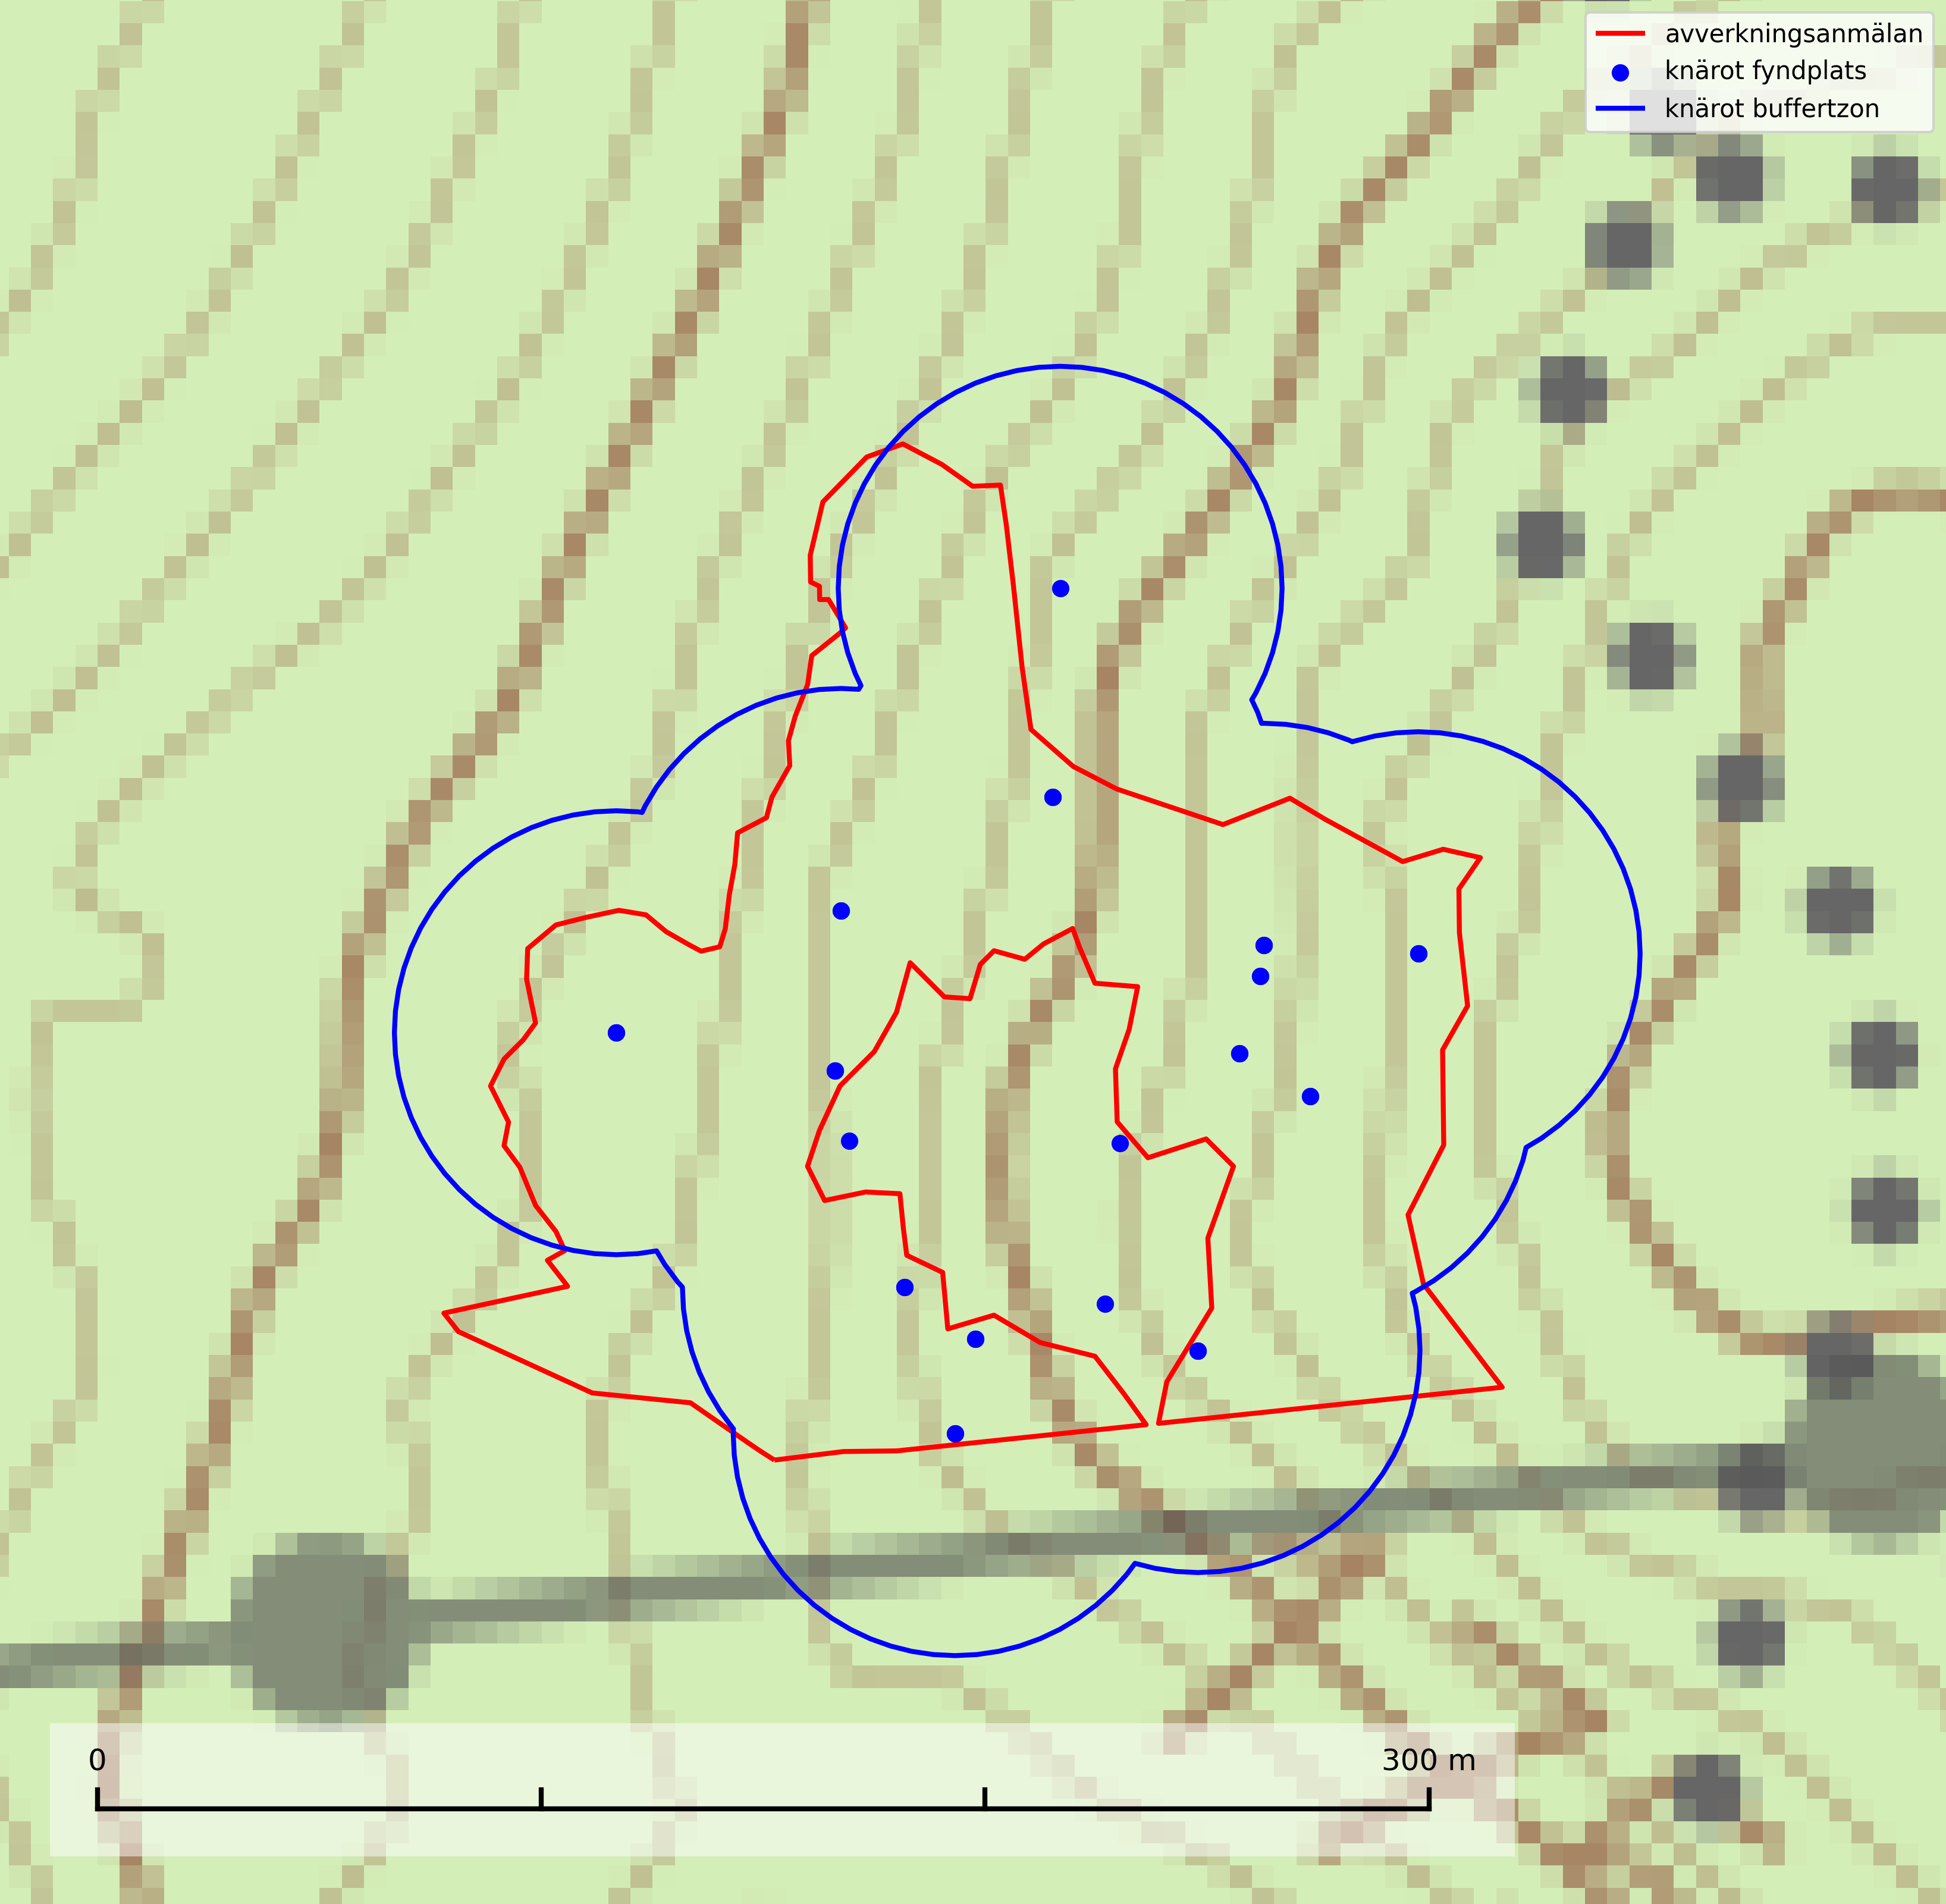 avverkningsanmälan
knärot fyndplats
knärot buffertzon
0 300 m